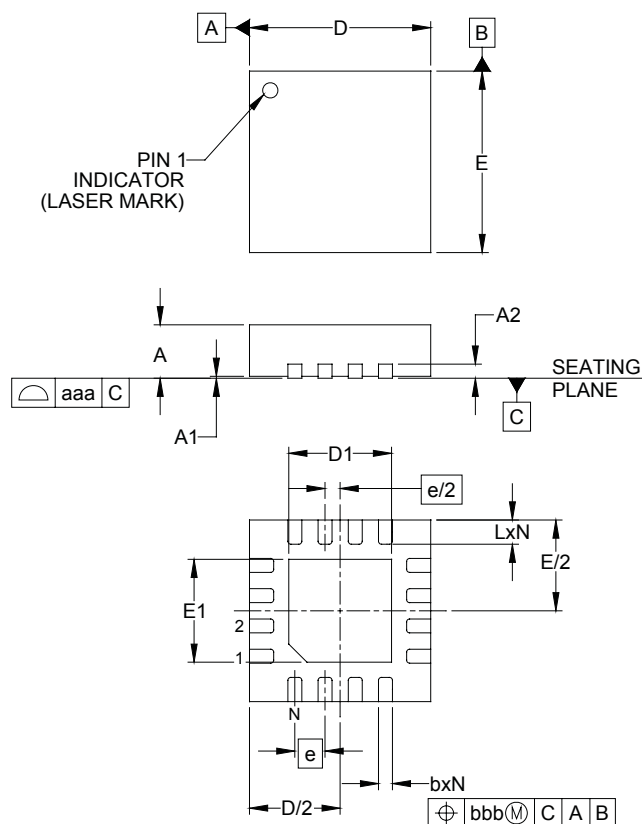 A
D
B
E
PIN 1
INDICATOR
(LASER MARK)
A2
A
SEATING
PLANE
aaa C
C
A1
D1
e/2
LxN
E/2
E1
2
1
N
e
bxN
D/2
bbbⓂ C A B